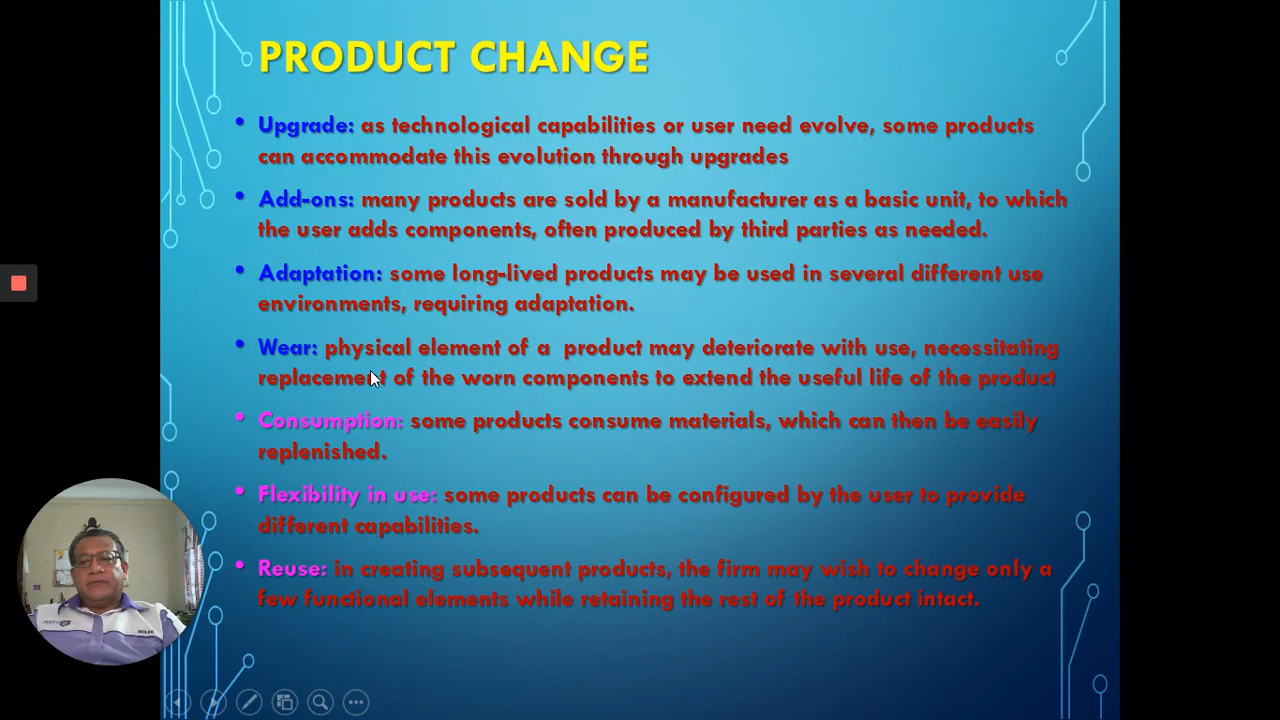 PRODUCT CHANGE
• Upgrade: as technological capabilities or user need evolve, some products
can accommodate this evolution through upgrades
• Add-ons: many products are sold by a manufacturer as a basic unit, to which
the user adds components, often produced by third parties as needed.
• Adaptation: some long-lived products may be used in several different use
environments, requiring adaptation.
• Wear: physical element of a product may deteriorate with use, necessitating
replacement of the worn components to extend the useful life of the product
• Consumption: some products consume materials, which can then be easily
replenished.
• Flexibility in use: some products can be configured by the user to provide
different capabilities.
• Reuse: in creating subsequent products, the firm may wish to change only a
few functional elements while retaining the rest of the product intact.